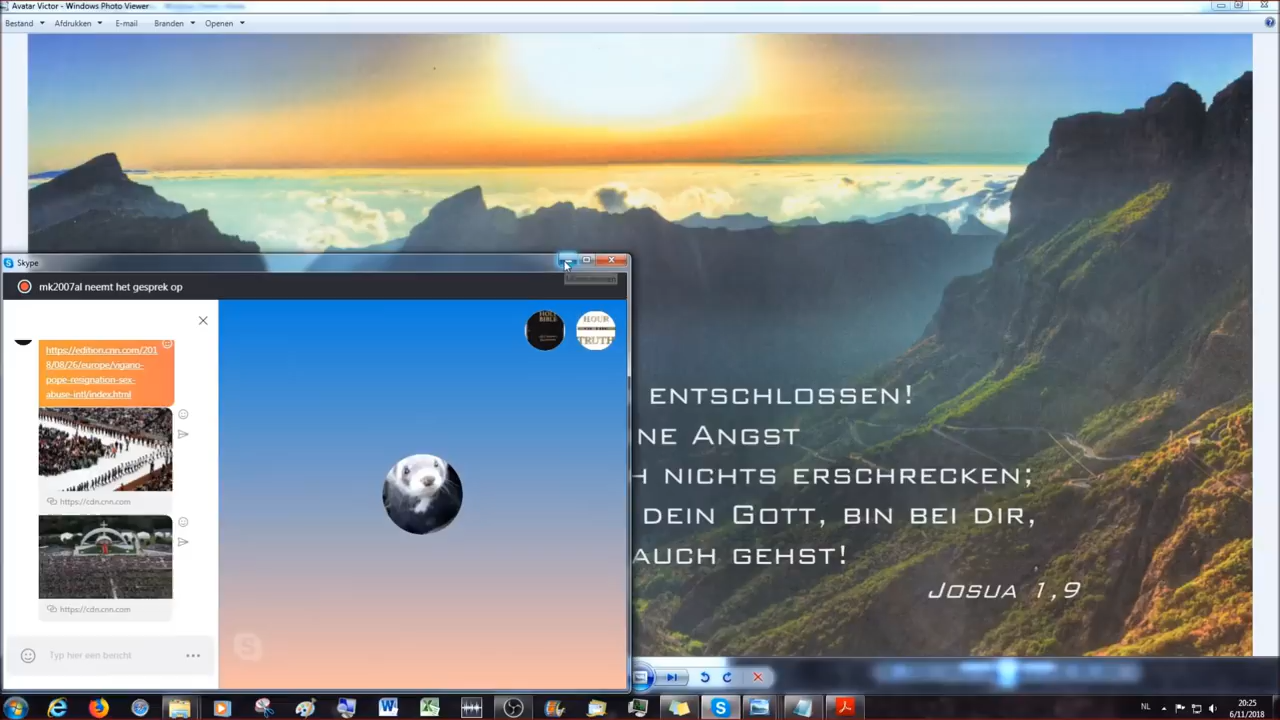 Avatar Victor - Windows Photo Viewer
Bestand Afdrukken E-mail Branden Openen
Skype
mk2007al neemt het gesprek op
HOLY BIBLE
HOUR
TRUTH
https://edition.cnn.com/201
8/08/26/europe/vigano-
pope-resignation-sex-
abuse-intl/index.html
https://cdn.cnn.com
https://cdn.cnn.com
Typ hier een bericht
ENTSCHLOSSEN!
NE ANGST
H NICHTS ERSCHRECKEN;
DEIN GOTT, BIN BEI DIR,
AUCH GEHST!
JOSUA 1,9
NL
20:25
6/11/2018